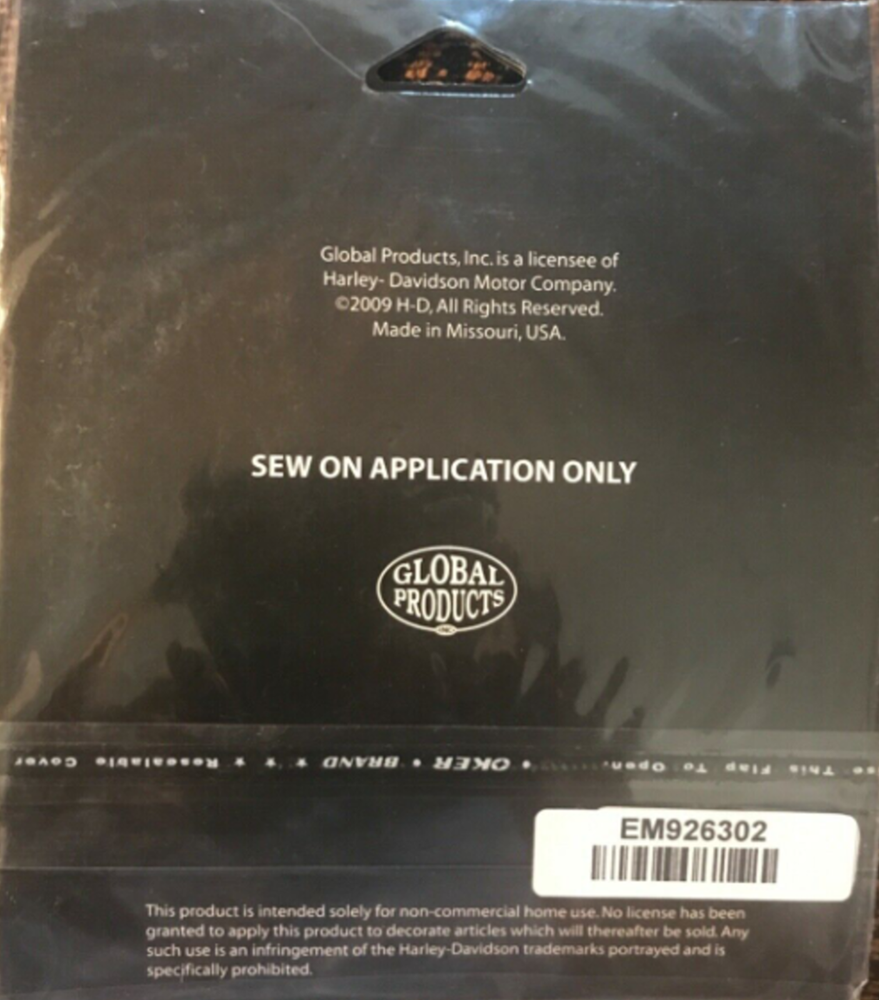 Global Products, Inc. is a licensee of
Harley- Davidson Motor Company.
©2009 H-D, All Rights Reserved.
Made in Missouri, USA.
SEW ON APPLICATION ONLY
GLOBAL
PRODUCTS
INC
This Flap To Open......... • OKER • BRAND ★ ★ ★ Resealable Cover
EM926302
This product is intended solely for non-commercial home use. No license has been
granted to apply this product to decorate articles which will thereafter be sold. Any
such use is an infringement of the Harley-Davidson trademarks portrayed and is
specifically prohibited.